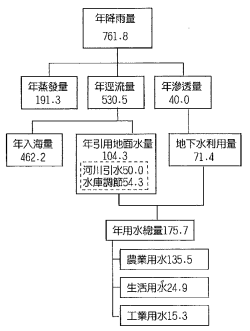 年降雨量
761.8
年蒸發量
191.3
年逕流量
530.5
年滲透量
40.0
年入海量
462.2
年引用地面水量
104.3
河川引水50.0
水庫調節54.3
地下水利用量
71.4
年用水總量175.7
農業用水135.5
生活用水24.9
工業用水15.3